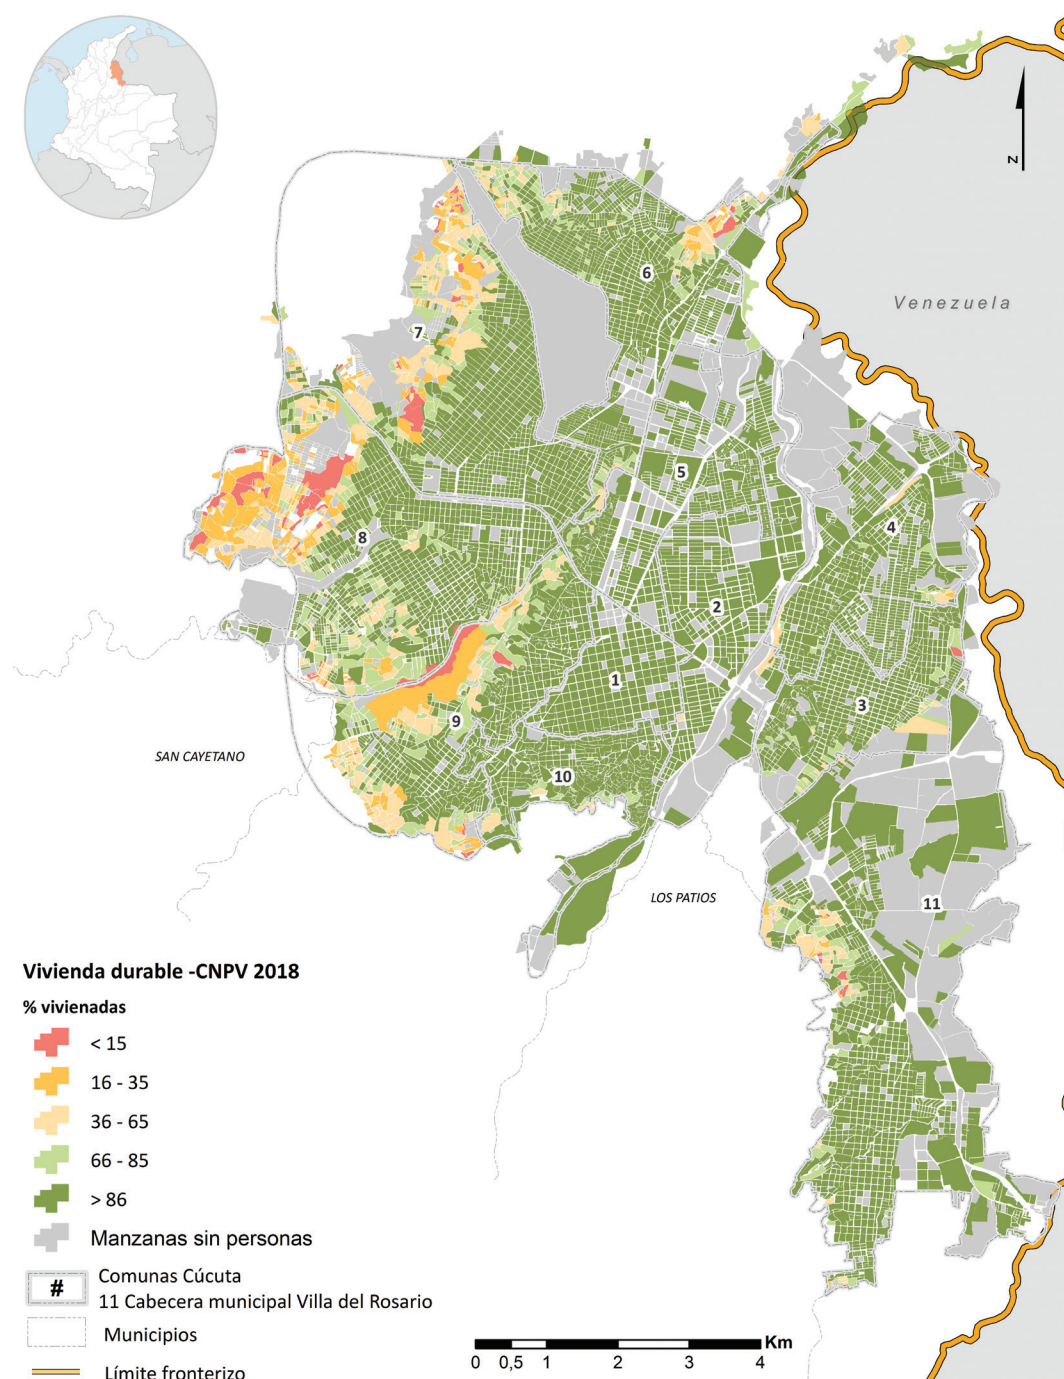 N
Venezuela
6
7
5
4
8
2
1
3
9
10
SAN CAYETANO
LOS PATIOS
11
Vivienda durable -CNPV 2018
% vivienadas
< 15
16 - 35
36 - 65
66 - 85
> 86
Manzanas sin personas
# Comunas Cúcuta
11 Cabecera municipal Villa del Rosario
Municipios
Límite fronterizo
Km
0 0,5 1 2 3 4